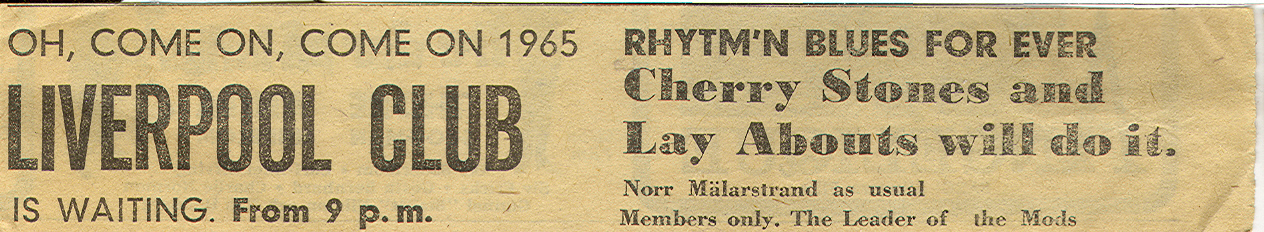 OH, COME ON, COME ON 1965
LIVERPOOL CLUB
IS WAITING. From 9 p.m.
RHYTM'N BLUES FOR EVER
Cherry Stones and
Lay Abouts will do it.
Norr Mälarstrand as usual
Members only. The Leader of the Mods